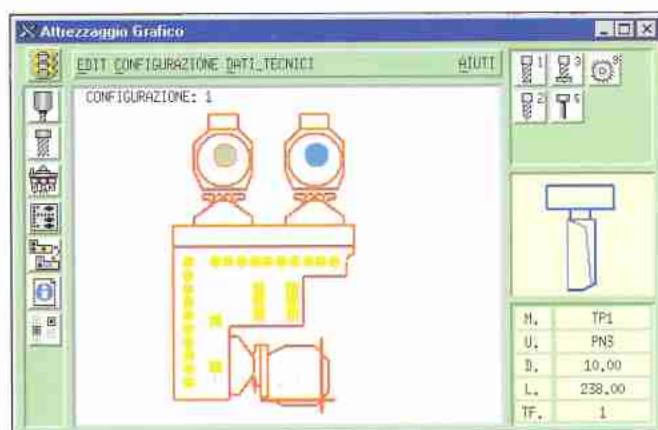 Attrezzaggio Grafico
EDIT CONFIGURAZIONE DATI_TECNICI AIUTI
CONFIGURAZIONE: 1
1 3 9
2 5
M. TP1
U. PN3
D. 10,00
L. 238,00
TF. 1